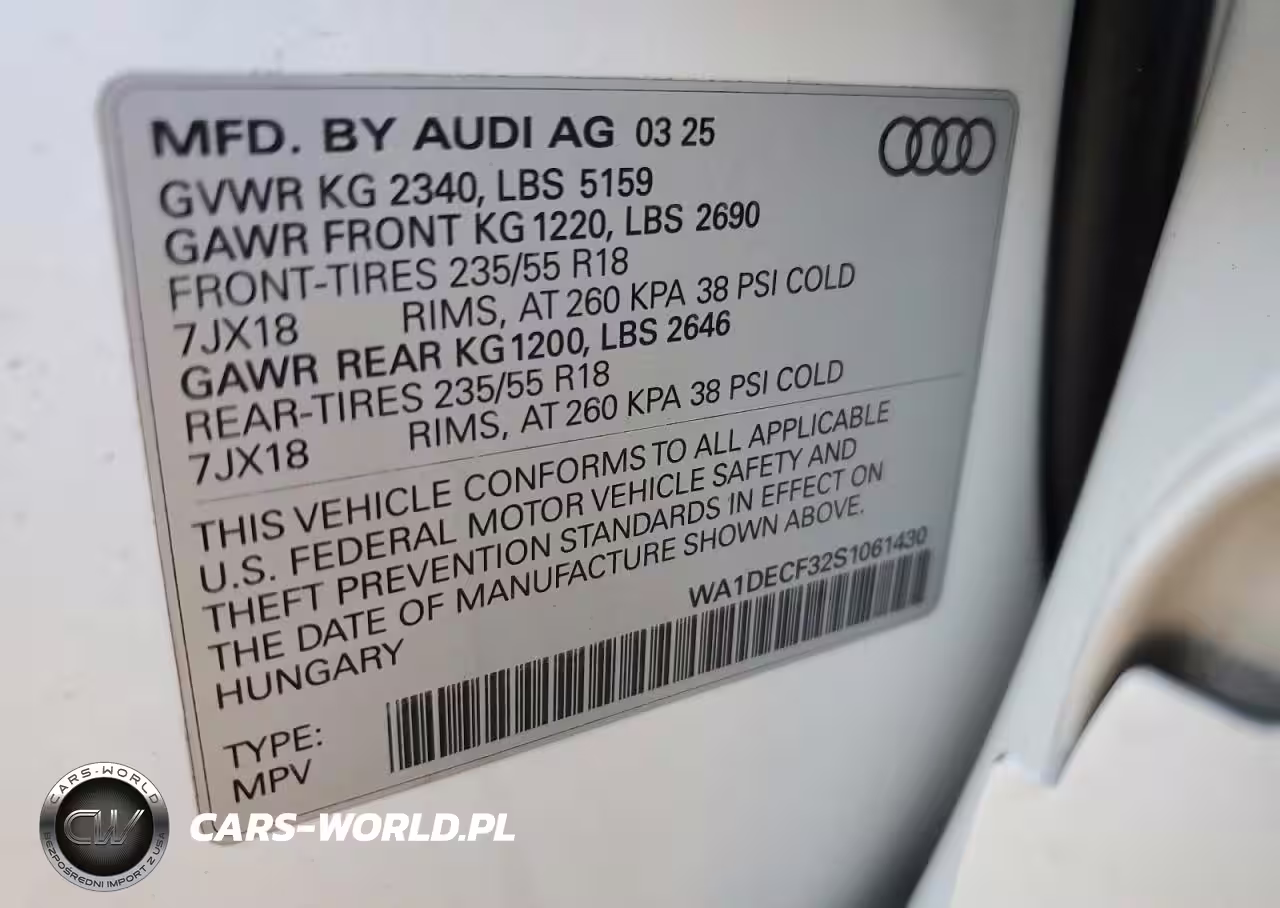 MFD. BY AUDI AG 03 25
GVWR KG 2340, LBS 5159
GAWR FRONT KG 1220, LBS 2690
FRONT-TIRES 235/55 R18
7JX18 RIMS, AT 260 KPA 38 PSI COLD
GAWR REAR KG 1200, LBS 2646
REAR-TIRES 235/55 R18
7JX18 RIMS, AT 260 KPA 38 PSI COLD
THIS VEHICLE CONFORMS TO ALL APPLICABLE
U.S. FEDERAL MOTOR VEHICLE SAFETY AND
THEFT PREVENTION STANDARDS IN EFFECT ON
THE DATE OF MANUFACTURE SHOWN ABOVE.
HUNGARY
WA1DECF32S1061430
TYPE:
MPV
CARS-WORLD
CW
BEZPOŚREDNI IMPORT Z USA
CARS-WORLD.PL